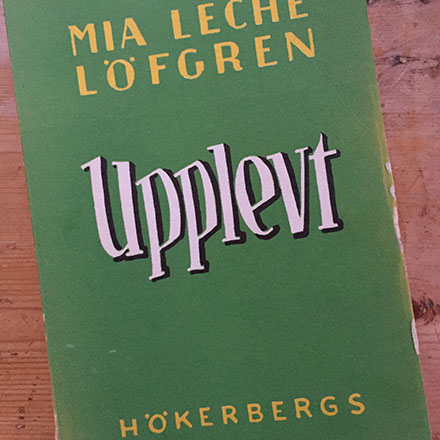 MIA LECHE
LÖFGREN
Upplevt
HÖKERBERGS